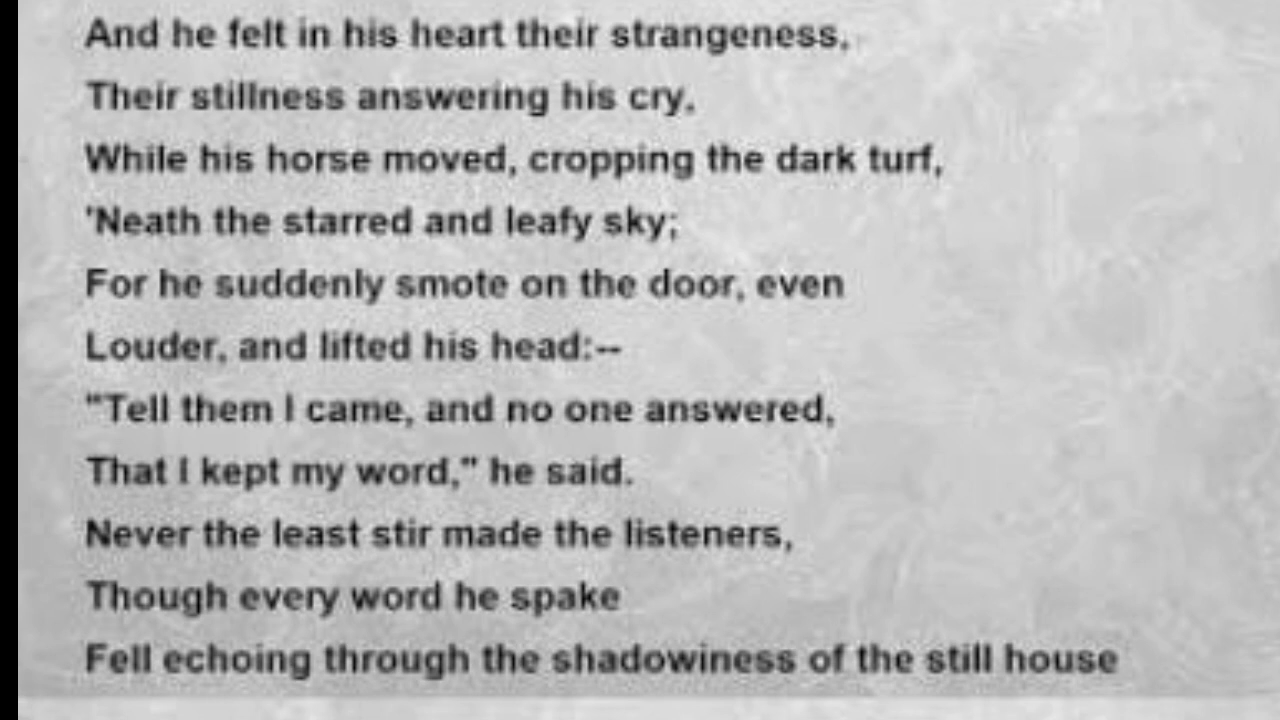 And he felt in his heart their strangeness,
Their stillness answering his cry,
While his horse moved, cropping the dark turf,
'Neath the starred and leafy sky;
For he suddenly smote on the door, even
Louder, and lifted his head:--
"Tell them I came, and no one answered,
That I kept my word," he said.
Never the least stir made the listeners,
Though every word he spake
Fell echoing through the shadowiness of the still house